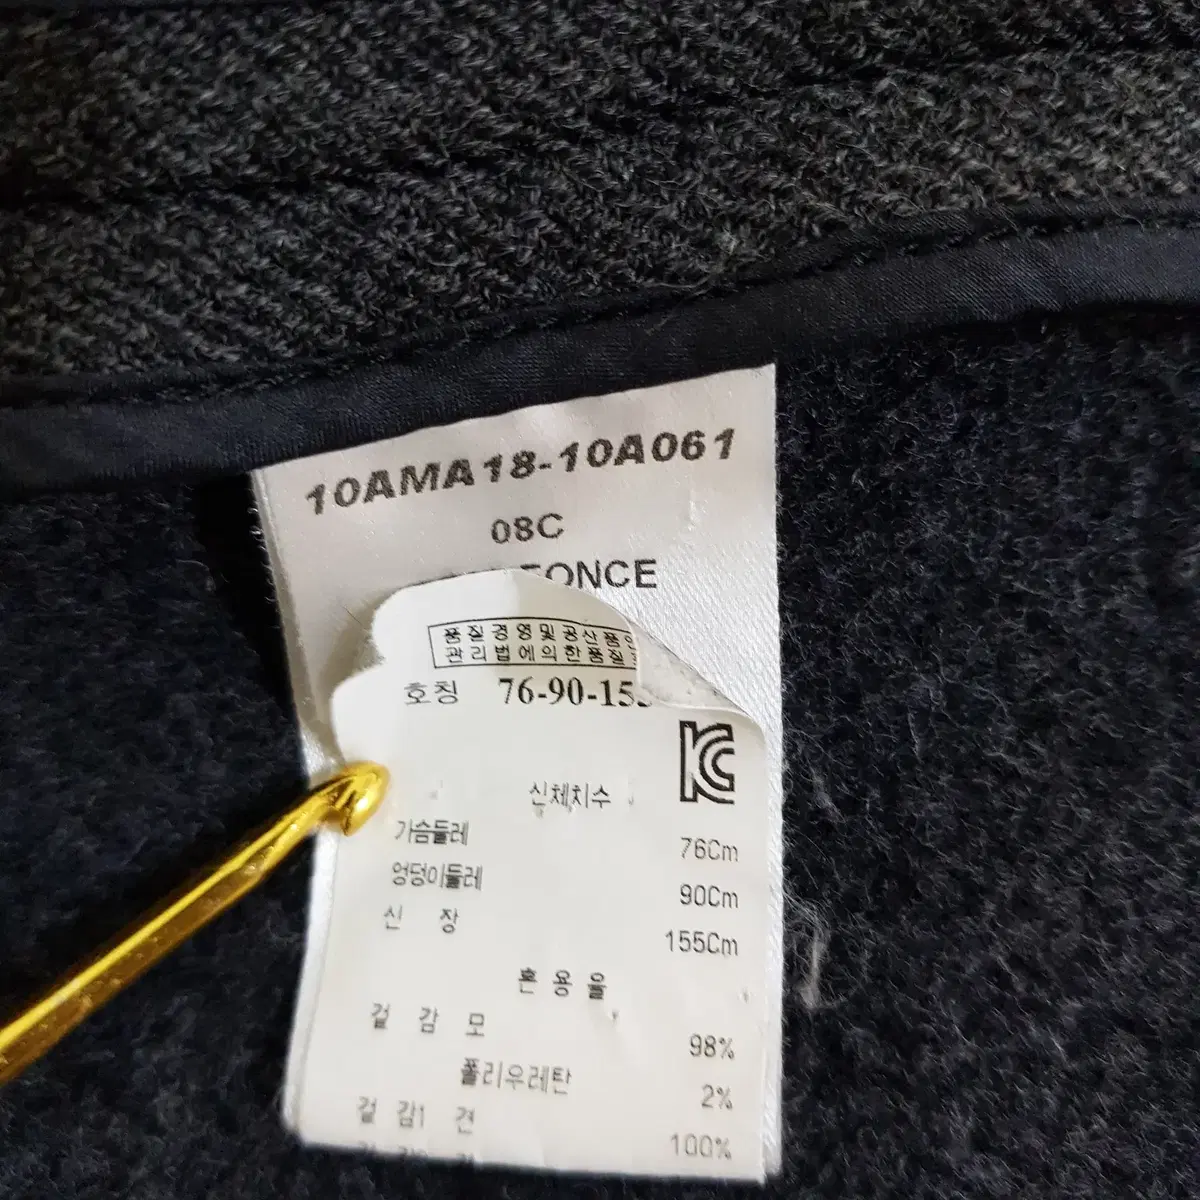 10AMA18-10A061
08C
FONCE
품질경영및공산품안
관리법에의한품질
호칭 76-90-155
신체치수
가슴둘레 76Cm
엉덩이둘레 90Cm
신 장 155Cm
혼용율
겉 감 모 98%
폴리우레탄 2%
겉 감1 견 100%